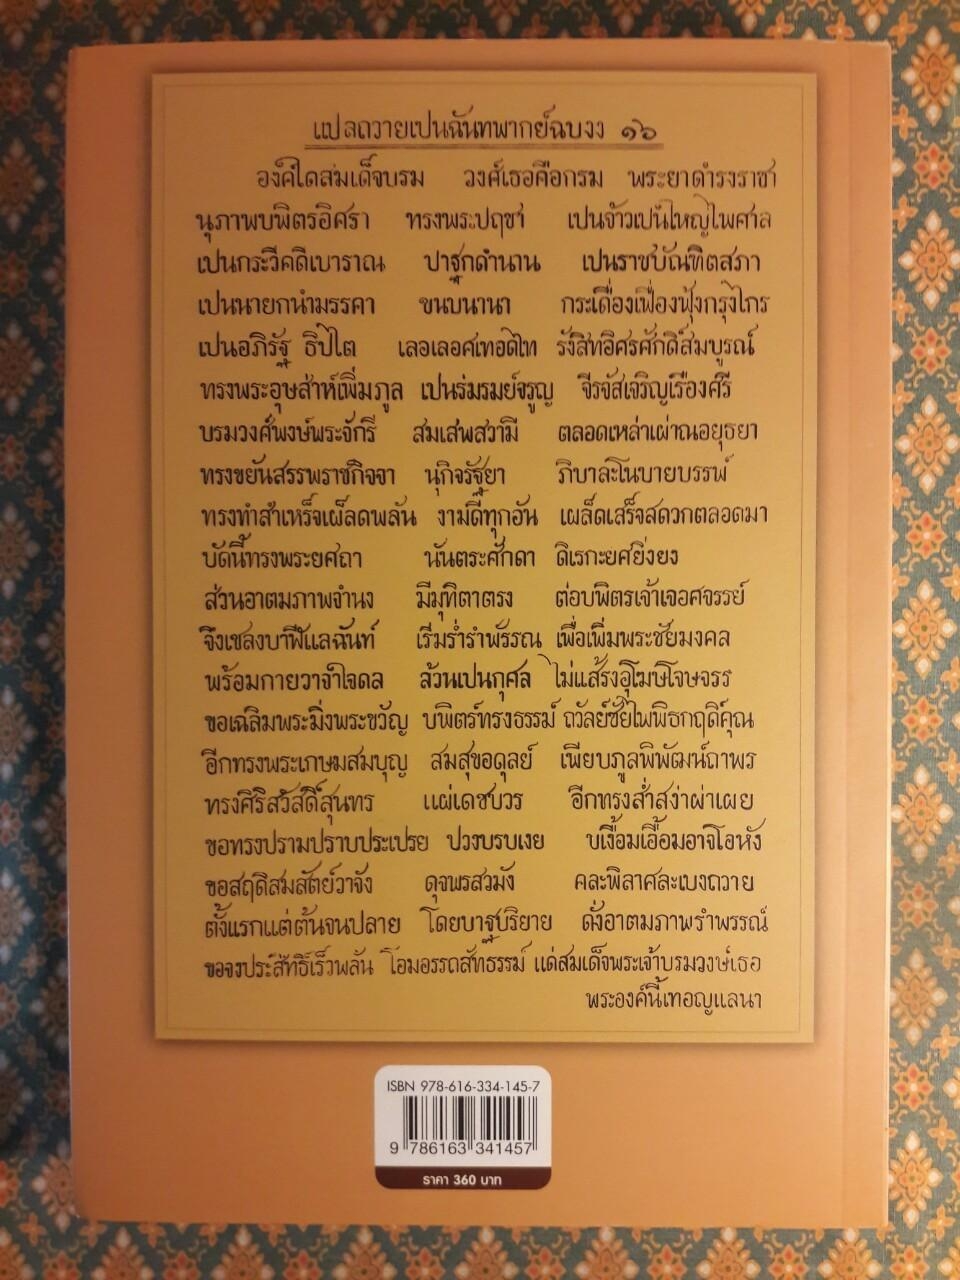 แปลถวายเปนฉันทพากย์ฉบงง ๑๖
องค์ใดสมเด็จบรม วงศ์เธอคือกรม พระยาดำรงราชา
นุภาพบพิตรอิศรา ทรงพระปฤชา เปนจ้าวเปนใหญ่ไพศาล
เปนกระวีคดีเบาราณ ปาฐกดำนาน เปนราชบัณฑิตสภา
เปนนายกนำมรรคา ขนบนานา กระเดื่องเฟื่องฟุ้งกรุงไกร
เปนอภิรัฐ ธิปไต เลอเลอศเทอดไท รังสิทอิศรศักดิ์สมบูรณ์
ทรงพระอุษส่าห์เพิ่มภูล เปนร่มรมย์จรูญ จีรจัสเจริญเรืองศรี
บรมวงศ์พงษ์พระจักรี สมเสพสวามี ตลอดเหล่าเผ่าณอยุธยา
ทรงขยันสรรพราชกิจจา นุกิจรัฐยา ภิบาละโนบายบรรพ์
ทรงทำสำเหร็จเผล็ดพลัน งามดีทุกอัน เผล็ดเสร็จสดวกตลอดมา
บัดนี้ทรงพระยศถา นันตระศักดา ดิเรกะยศยิ่งยง
ส่วนอาตมภาพจำนง มีมุทิตาตรง ต่อบพิตรเจ้าเจอศจรรย์
จึงเชลงบาฬีแลฉันท์ เริ่มร่ำรำพรรณ เพื่อเพิ่มพระชัยมงคล
พร้อมกายวาจาใจดล ล้วนเปนกุศล ไม่แส้รงอุโฆษโจษจรร
ขอเฉลิมพระมิ่งพระขวัญ บพิตร์ทรงธรรม์ ถวัลย์ชัยไพพิธกฤดิ์คุณ
อีกทรงพระเกษมสมบุญ สมสุขอดุลย์ เพียบภูลพิพัฒน์ถาพร
ทรงศิริสวัสดิ์สุนทร แผ่เดชบวร อีกทรงส่ำสง่าผ่าเผย
ขอทรงปรามปราบประเปรย ปวงบรบเงย บเงื้อมเอื้อมอาจโอหัง
ขอสฤดิสมสัตย์วาจัง ดุจพรสวมัง คละพิลาศละเบงถวาย
ตั้งแรกแต่ต้นจนปลาย โดยบาฐบริยาย ดั่งอาตมภาพรำพรรณ์
ขอจงประสิทธิ์เร็วพลัน โอมอรรถสัทธรรม์ แด่สมเด็จพระเจ้าบรมวงษ์เธอ
พระองค์นี้เทอญแลนา
ISBN 978-616-334-145-7
9 786163 341457
ราคา 360 บาท